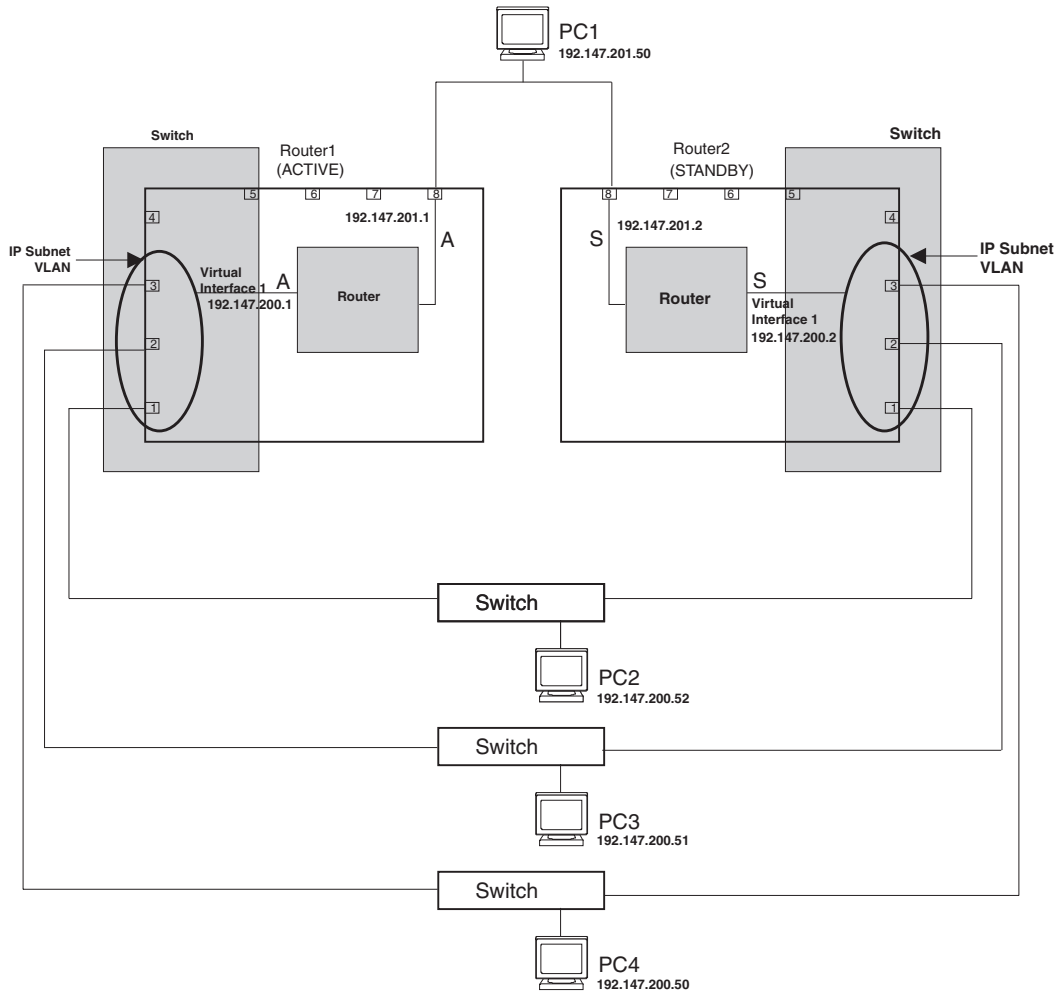 PC1
192.147.201.50
Switch
Switch
Router1
(ACTIVE)
Router2
(STANDBY)
5
6
7
8
8
7
6
5
192.147.201.1
192.147.201.2
4
4
A
S
IP Subnet
VLAN
IP Subnet
VLAN
3
Virtual
Interface 1
192.147.200.1
A
Router
Router
S
Virtual
Interface 1
192.147.200.2
3
2
2
1
1
Switch
PC2
192.147.200.52
Switch
PC3
192.147.200.51
Switch
PC4
192.147.200.50